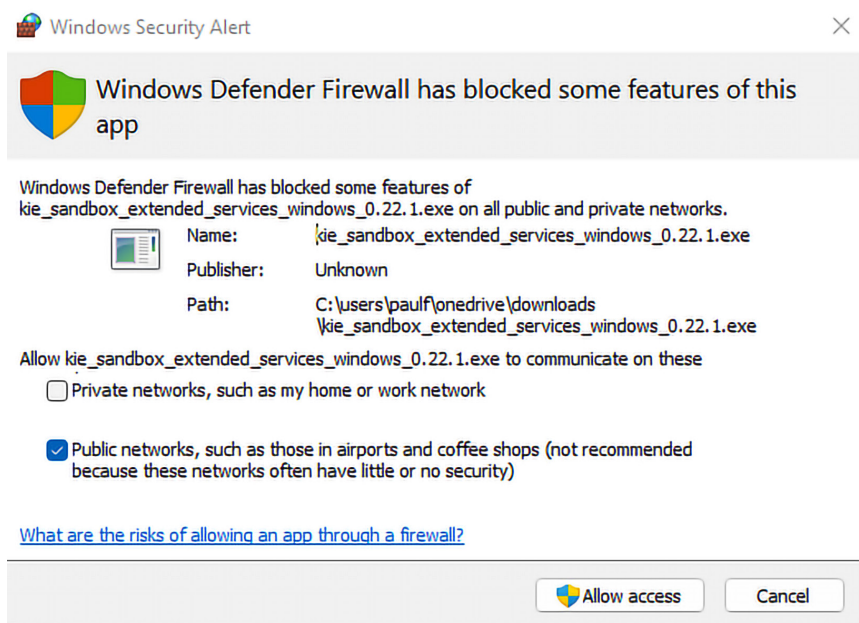 Windows Security Alert
Windows Defender Firewall has blocked some features of this
app
Windows Defender Firewall has blocked some features of
kie_sandbox_extended_services_windows_0.22.1.exe on all public and private networks.
Name: kie_sandbox_extended_services_windows_0.22.1.exe
Publisher: Unknown
Path: C:\users\paulf\onedrive\downloads
\kie_sandbox_extended_services_windows_0.22.1.exe
Allow kie_sandbox_extended_services_windows_0.22.1.exe to communicate on these
Private networks, such as my home or work network
Public networks, such as those in airports and coffee shops (not recommended
because these networks often have little or no security)
What are the risks of allowing an app through a firewall?
Allow access Cancel